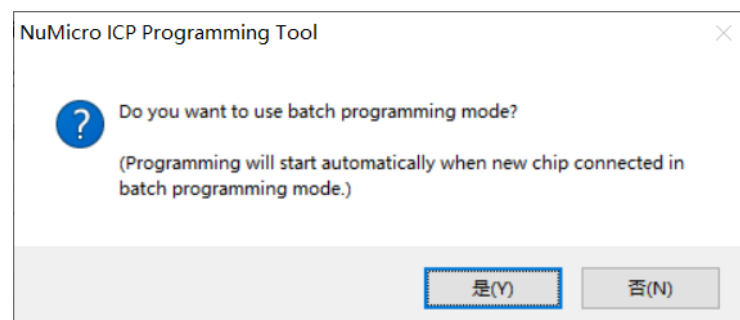 NuMicro ICP Programming Tool
Do you want to use batch programming mode?
(Programming will start automatically when new chip connected in
batch programming mode.)
是(Y)
否(N)